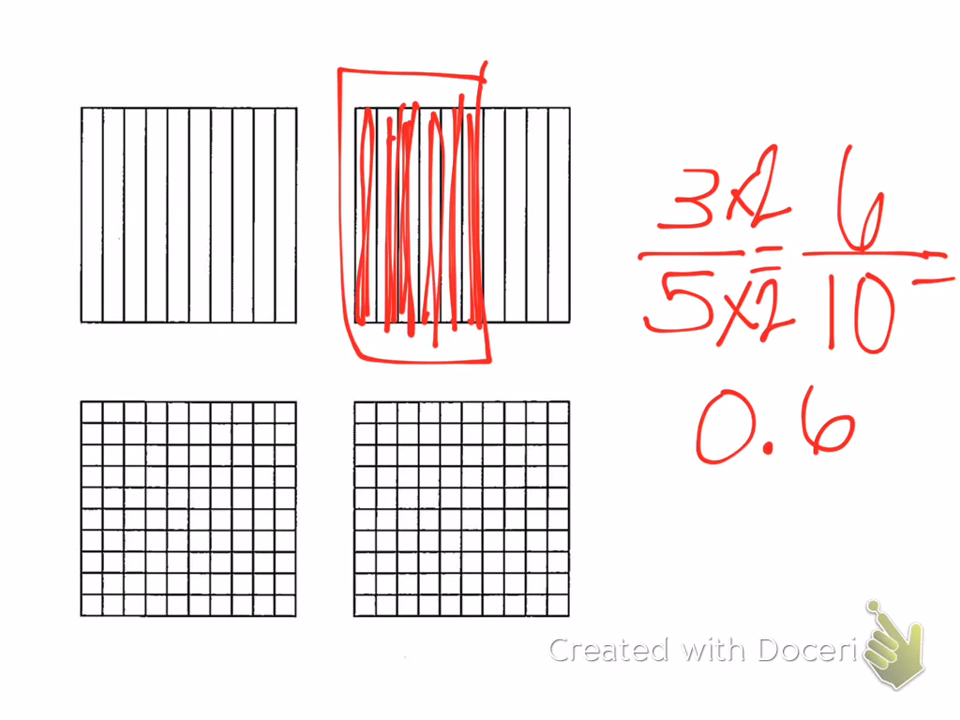 3×2 = 6
5×2 10 =
0.6
Created with Doceri